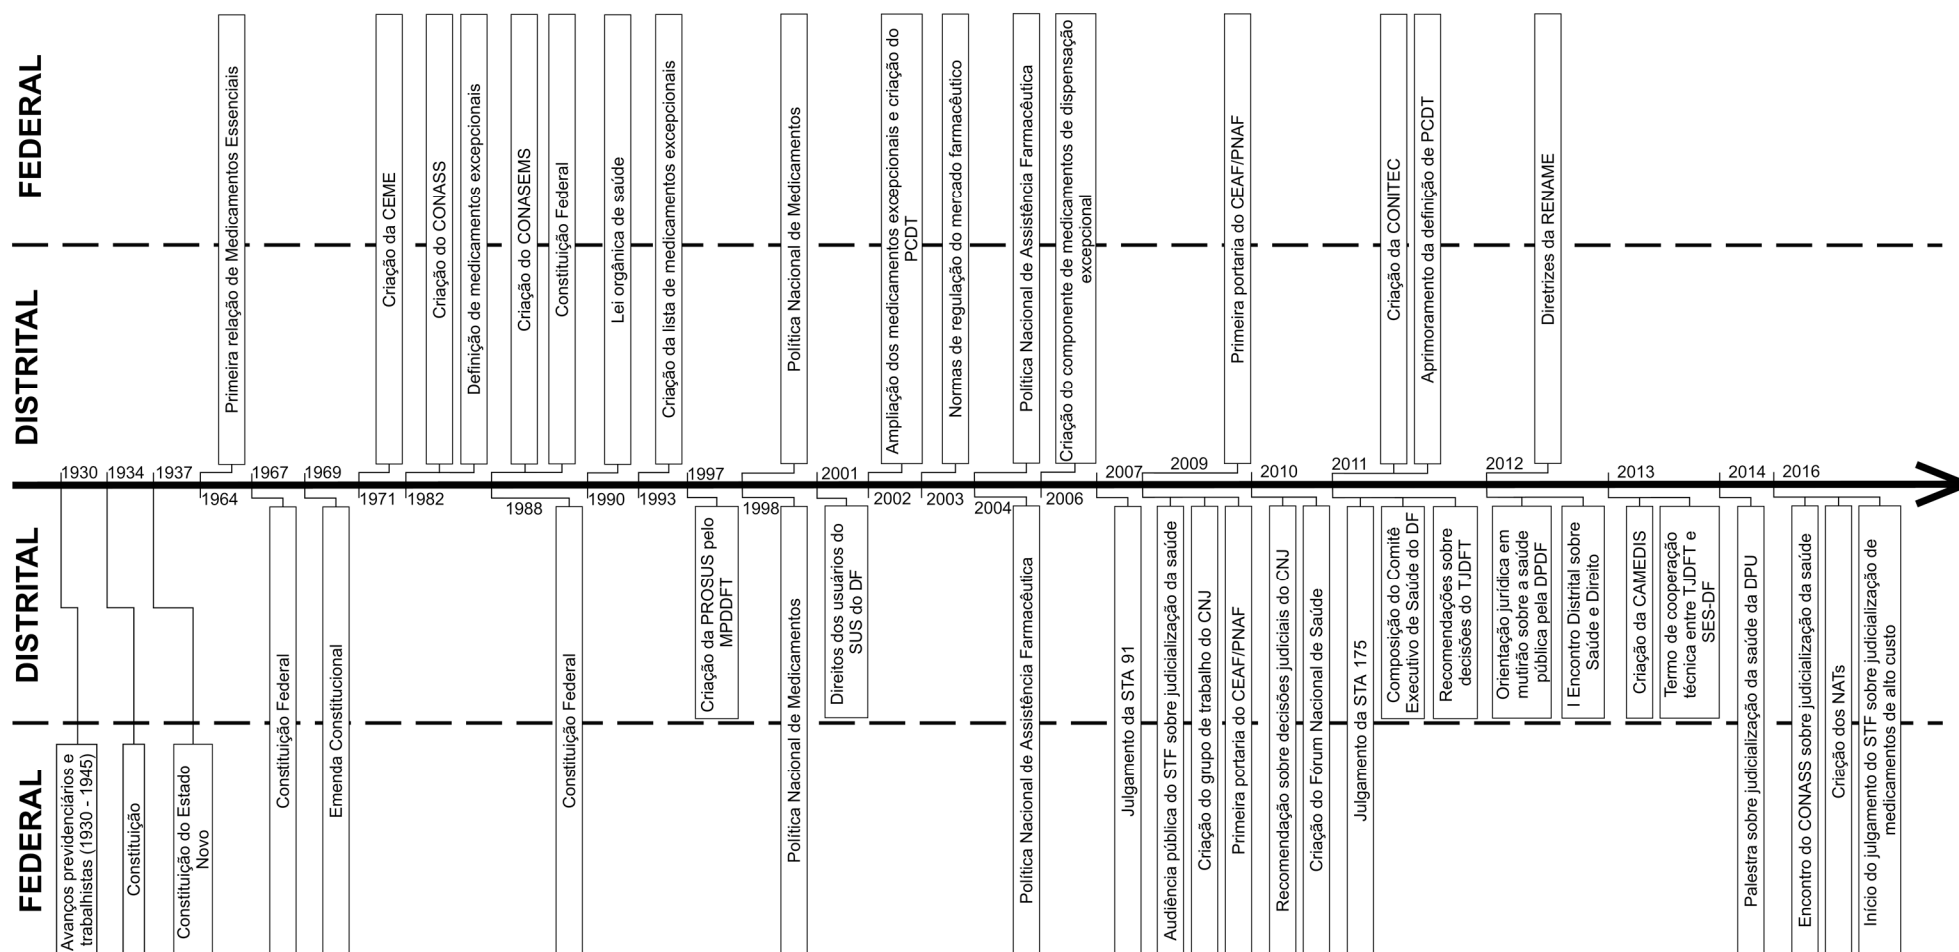 FEDERAL
DISTRITAL
DISTRITAL
FEDERAL
Primeira relação de Medicamentos Essenciais
Criação da CEME
Criação do CONASS
Definição de medicamentos excepcionais
Criação do CONASEMS
Constituição Federal
Lei orgânica de saúde
Criação da lista de medicamentos excepcionais
Política Nacional de Medicamentos
Ampliação dos medicamentos excepcionais e criação do
PCDT
Normas de regulação do mercado farmacêutico
Política Nacional de Assistência Farmacêutica
Criação do componente de medicamentos de dispensação
excepcional
Primeira portaria do CEAF/PNAF
Criação da CONITEC
Aprimoramento da definição de PCDT
Diretrizes da RENAME
1930
1934
1937
1964
1967
1969
1971
1982
1988
1990
1993
1997
1998
2001
2002
2003
2004
2006
2007
2009
2010
2011
2012
2013
2014
2016
Avanços previdenciários e
trabalhistas (1930 - 1945)
Constituição
Constituição do Estado
Novo
Constituição Federal
Emenda Constitucional
Constituição Federal
Criação da PROSUS pelo
MPDDFT
Política Nacional de Medicamentos
Direitos dos usuários do
SUS do DF
Política Nacional de Assistência Farmacêutica
Julgamento da STA 91
Audiência pública do STF sobre judicialização da saúde
Criação do grupo de trabalho do CNJ
Primeira portaria do CEAF/PNAF
Recomendação sobre decisões judiciais do CNJ
Criação do Fórum Nacional de Saúde
Julgamento da STA 175
Composição do Comitê
Executivo de Saúde do DF
Recomendações sobre
decisões do TJDFT
Orientação jurídica em
mutirão sobre a saúde
pública pela DPDF
I Encontro Distrital sobre
Saúde e Direito
Criação da CAMEDIS
Termo de cooperação
técnica entre TJDFT e
SES-DF
Palestra sobre judicialização da saúde da DPU
Encontro do CONASS sobre judicialização da saúde
Criação dos NATs
Início do julgamento do STF sobre judicialização de
medicamentos de alto custo